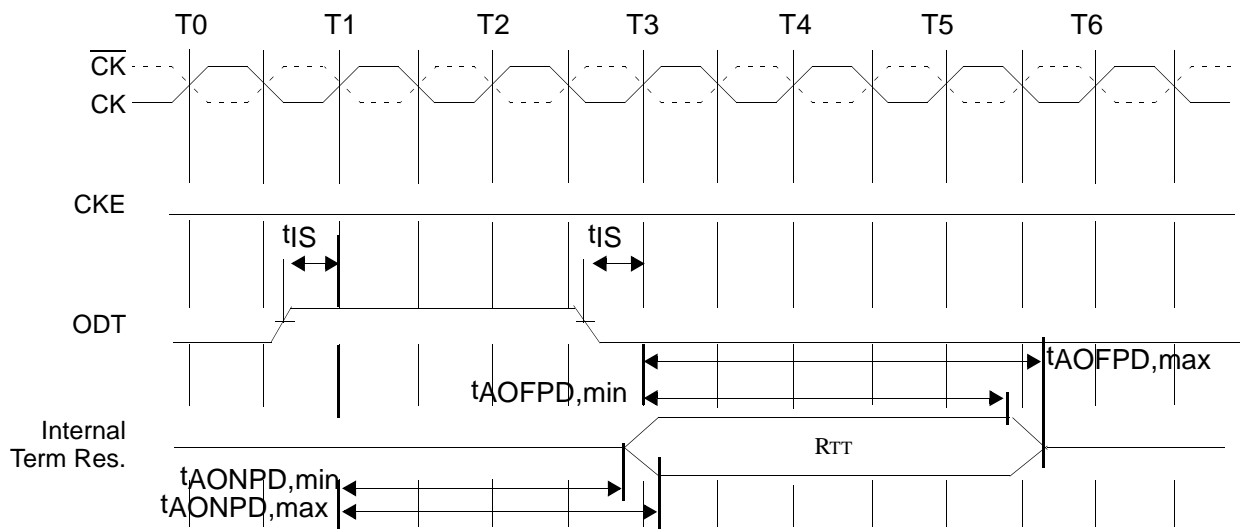 T0 T1 T2 T3 T4 T5 T6
CK
CK
CKE
tIS tIS
ODT
tAOFPD,max
tAOFPD,min
Internal
Term Res.
RTT
tAONPD,min
tAONPD,max